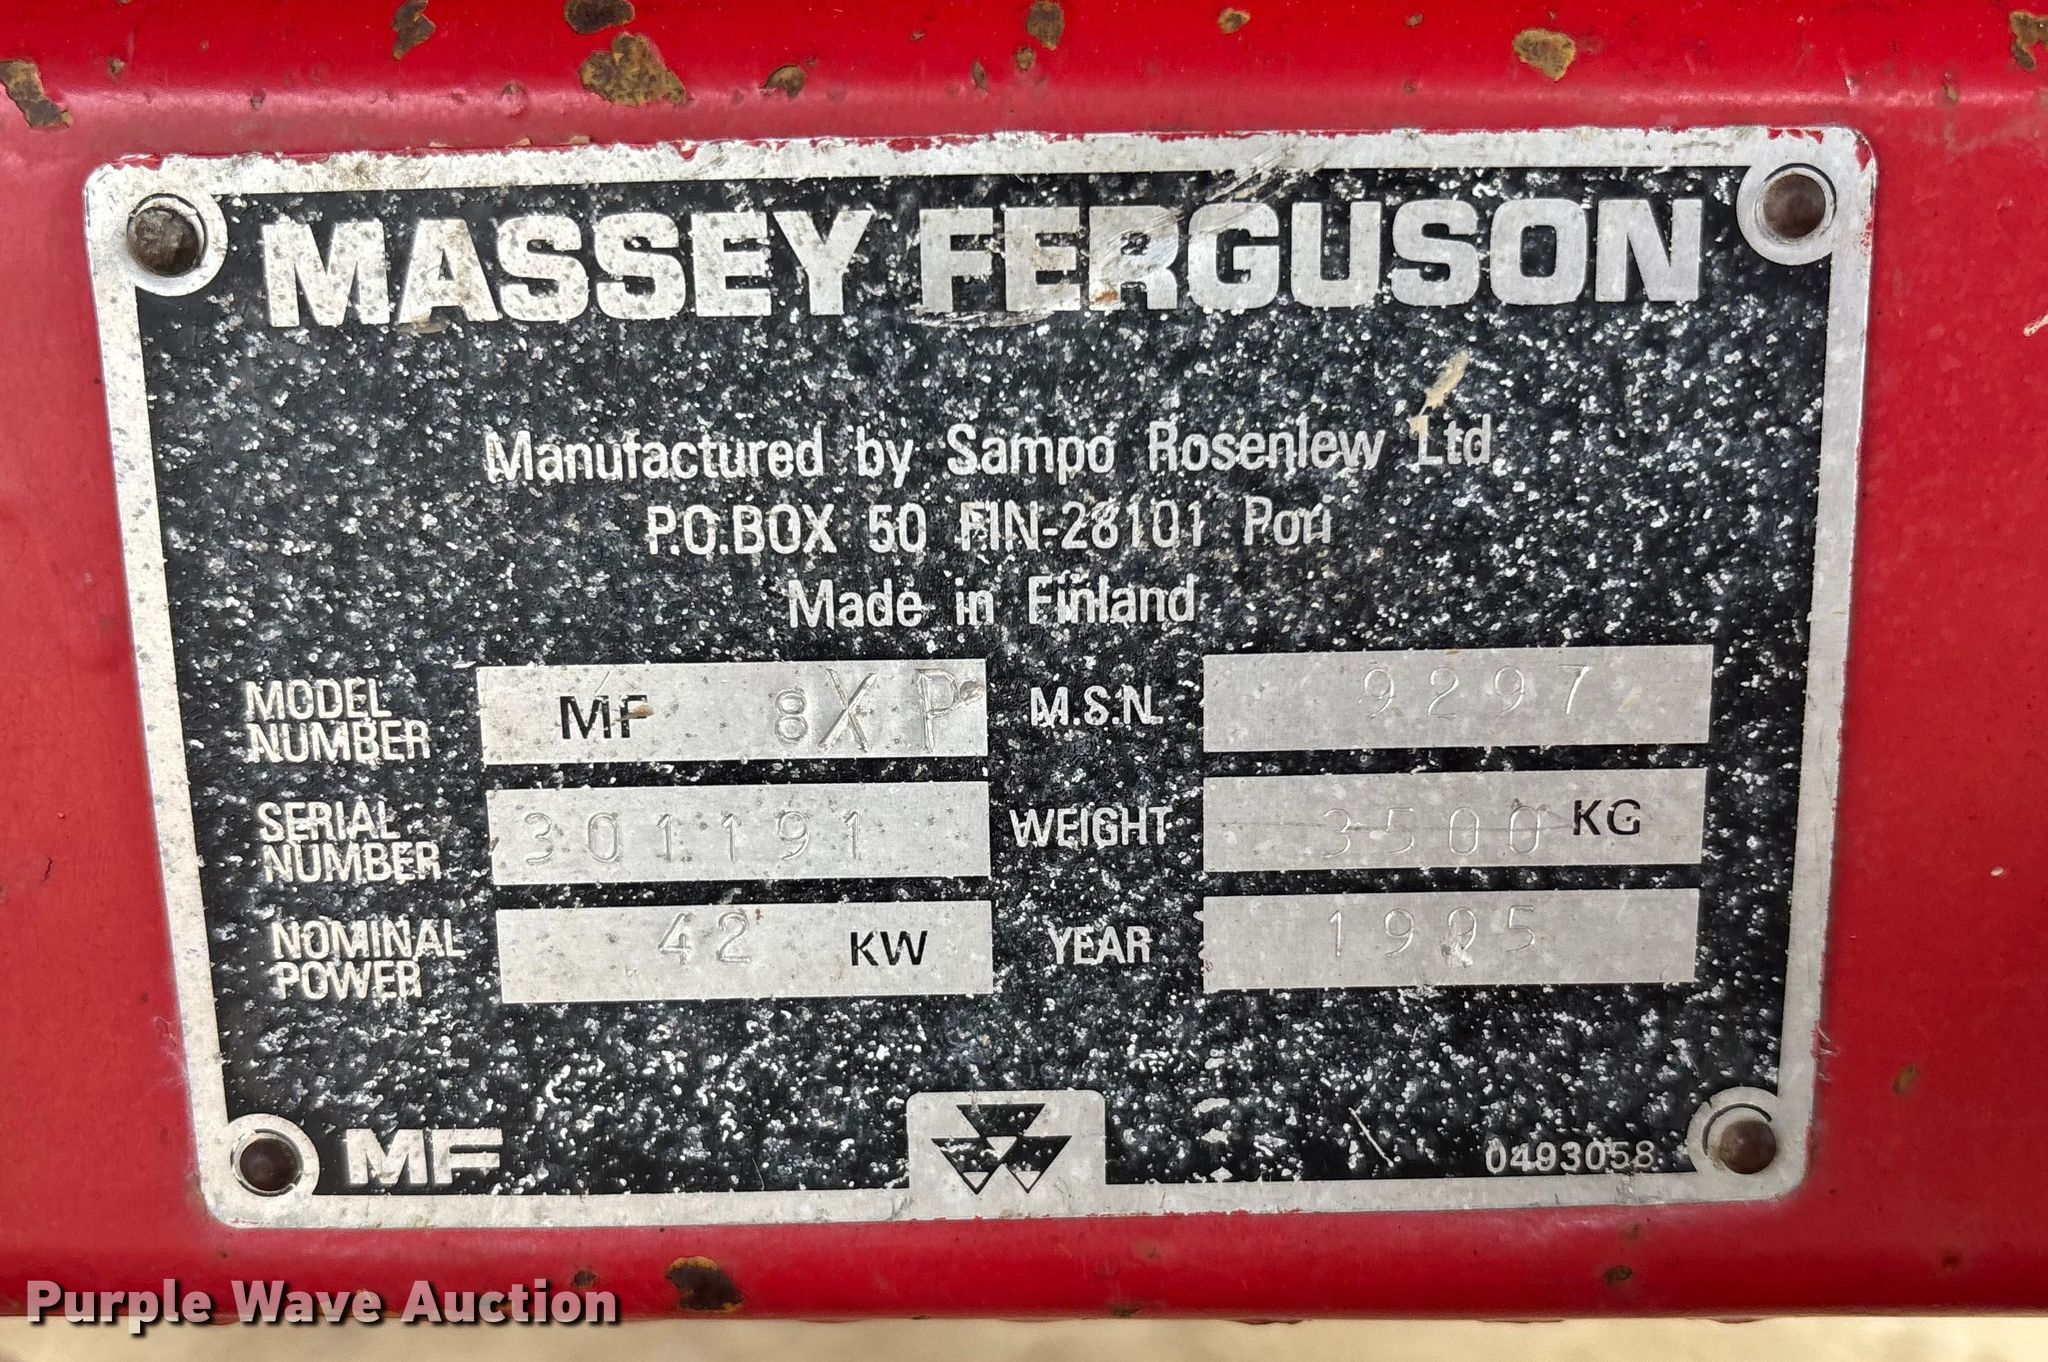 MASSEY FERGUSON
Manufactured by Sampo Rosenlew Ltd.
P.O.BOX 50 FIN-28101 Pori
Made in Finland
MODEL NUMBER MF 8XP M.S.N. 9297
SERIAL NUMBER 301191 WEIGHT 3500 KG
NOMINAL POWER 42 KW YEAR 1995
MF 0493058
Purple Wave Auction